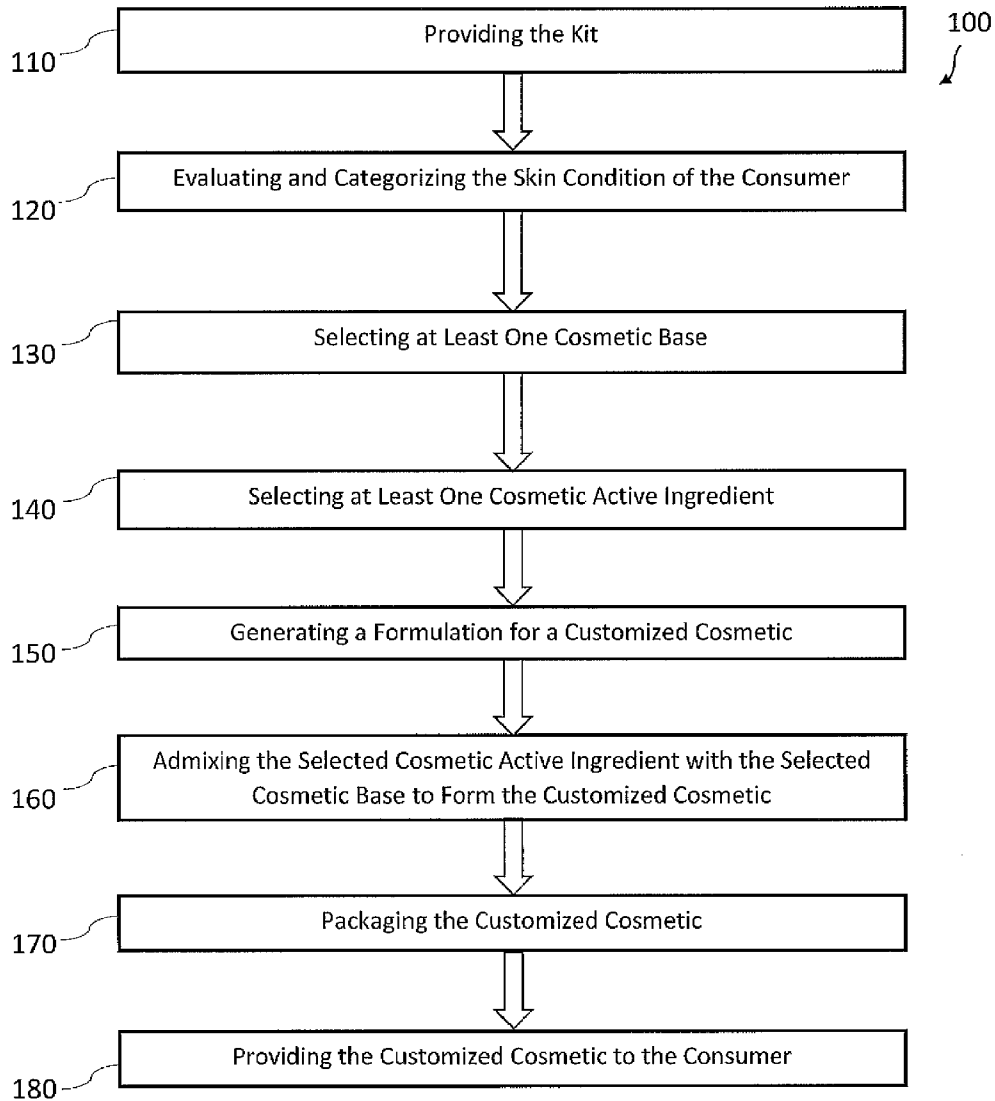 100
Providing the Kit
110
Evaluating and Categorizing the Skin Condition of the Consumer
120
Selecting at Least One Cosmetic Base
130
Selecting at Least One Cosmetic Active Ingredient
140
Generating a Formulation for a Customized Cosmetic
150
Admixing the Selected Cosmetic Active Ingredient with the Selected
Cosmetic Base to Form the Customized Cosmetic
160
Packaging the Customized Cosmetic
170
Providing the Customized Cosmetic to the Consumer
180